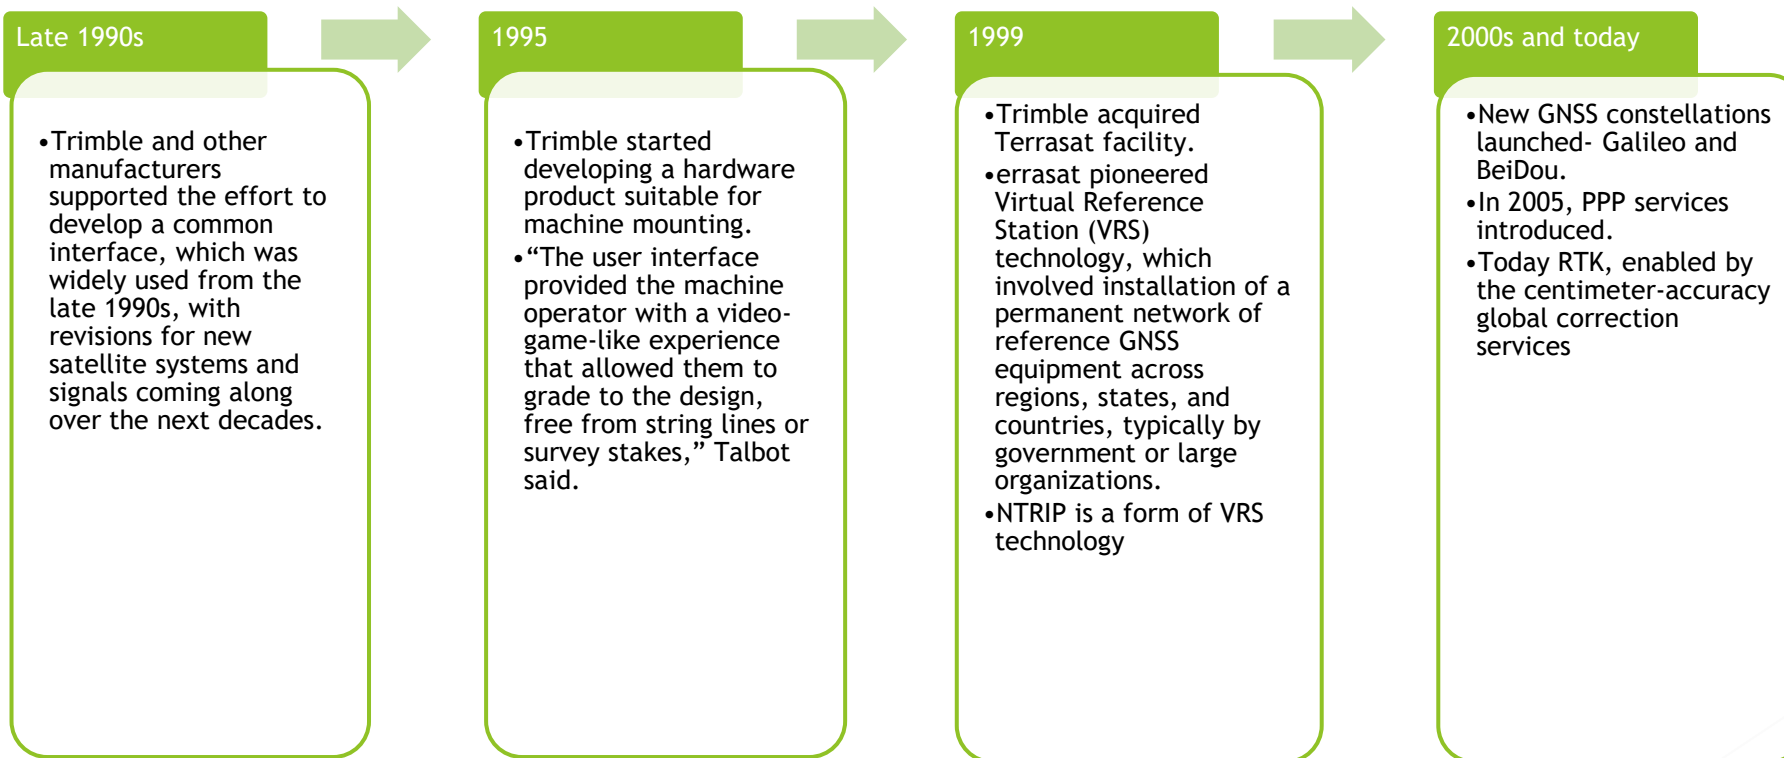 Late 1990s
•Trimble and other
manufacturers
supported the effort to
develop a common
interface, which was
widely used from the
late 1990s, with
revisions for new
satellite systems and
signals coming along
over the next decades.
1995
•Trimble started
developing a hardware
product suitable for
machine mounting.
•“The user interface
provided the machine
operator with a video-
game-like experience
that allowed them to
grade to the design,
free from string lines or
survey stakes,” Talbot
said.
1999
•Trimble acquired
Terrasat facility.
•errasat pioneered
Virtual Reference
Station (VRS)
technology, which
involved installation of a
permanent network of
reference GNSS
equipment across
regions, states, and
countries, typically by
government or large
organizations.
•NTRIP is a form of VRS
technology
2000s and today
•New GNSS constellations
launched- Galileo and
BeiDou.
•In 2005, PPP services
introduced.
•Today RTK, enabled by
the centimeter-accuracy
global correction
services